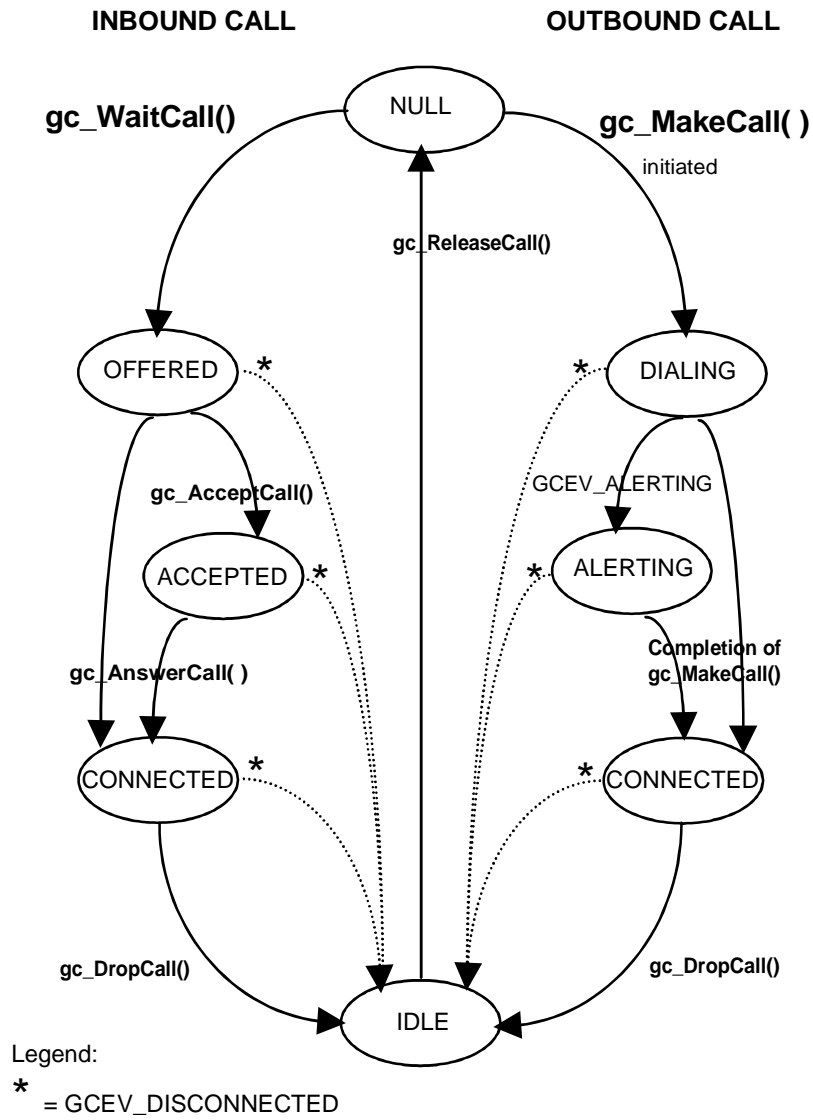 INBOUND CALL
OUTBOUND CALL
NULL
gc_WaitCall()
gc_MakeCall( )
initiated
gc_ReleaseCall()
OFFERED
*
*
DIALING
gc_AcceptCall()
GCEV_ALERTING
ACCEPTED
*
*
ALERTING
gc_AnswerCall( )
Completion of
gc_MakeCall()
CONNECTED
*
*
CONNECTED
gc_DropCall()
gc_DropCall()
IDLE
Legend:
* = GCEV_DISCONNECTED